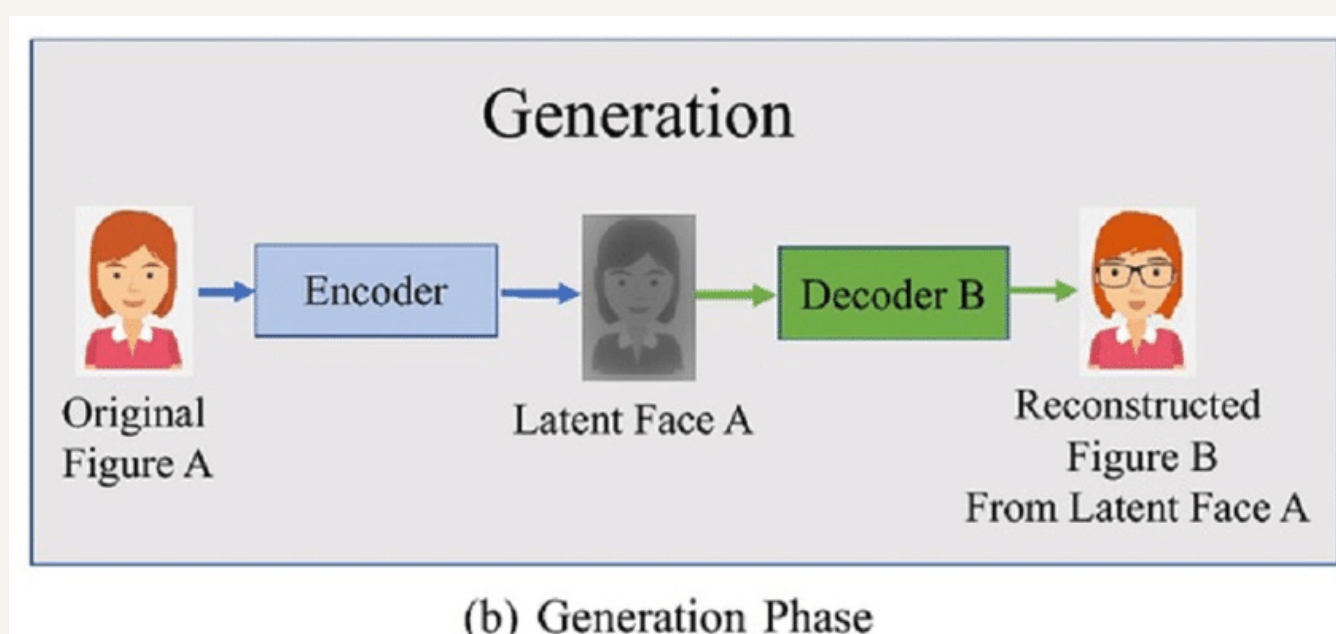 Generation
Encoder
Decoder B
Original
Figure A
Latent Face A
Reconstructed
Figure B
From Latent Face A
(b) Generation Phase